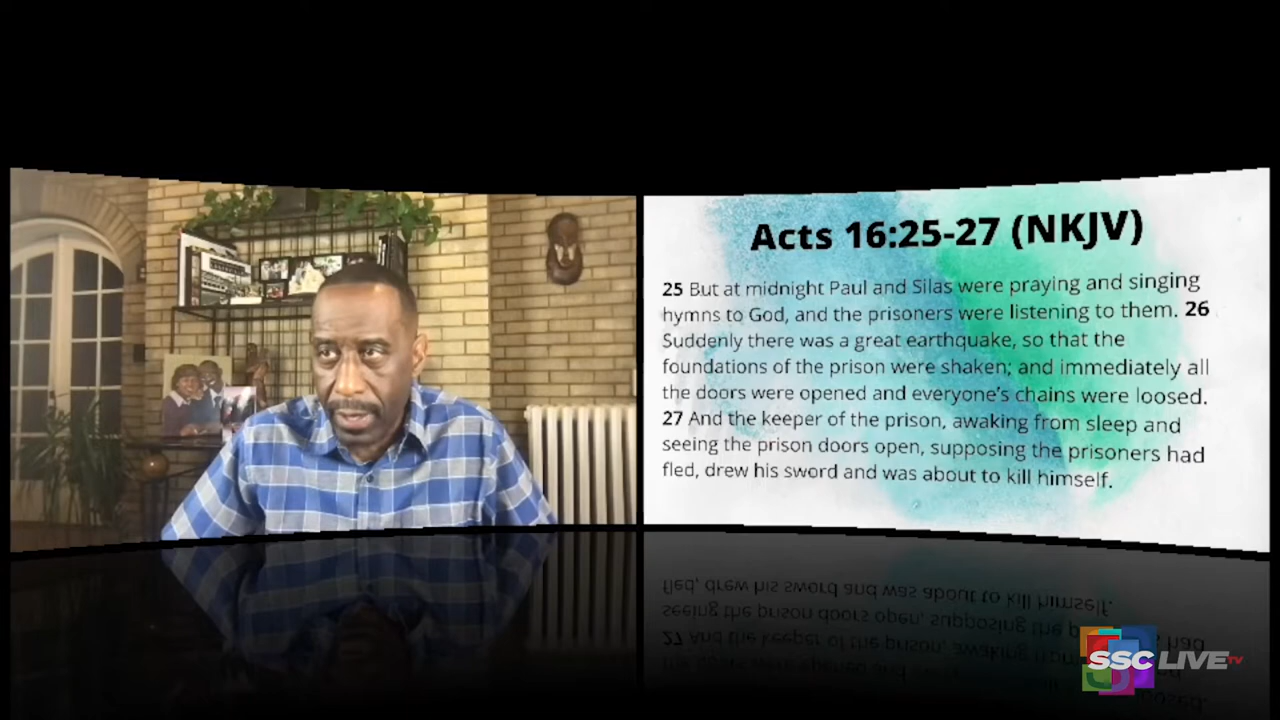 Acts 16:25-27 (NKJV)
25 But at midnight Paul and Silas were praying and singing
hymns to God, and the prisoners were listening to them. 26
Suddenly there was a great earthquake, so that the
foundations of the prison were shaken; and immediately all
the doors were opened and everyone's chains were loosed.
27 And the keeper of the prison, awaking from sleep and
seeing the prison doors open, supposing the prisoners had
fled, drew his sword and was about to kill himself.
SSC LIVE TV